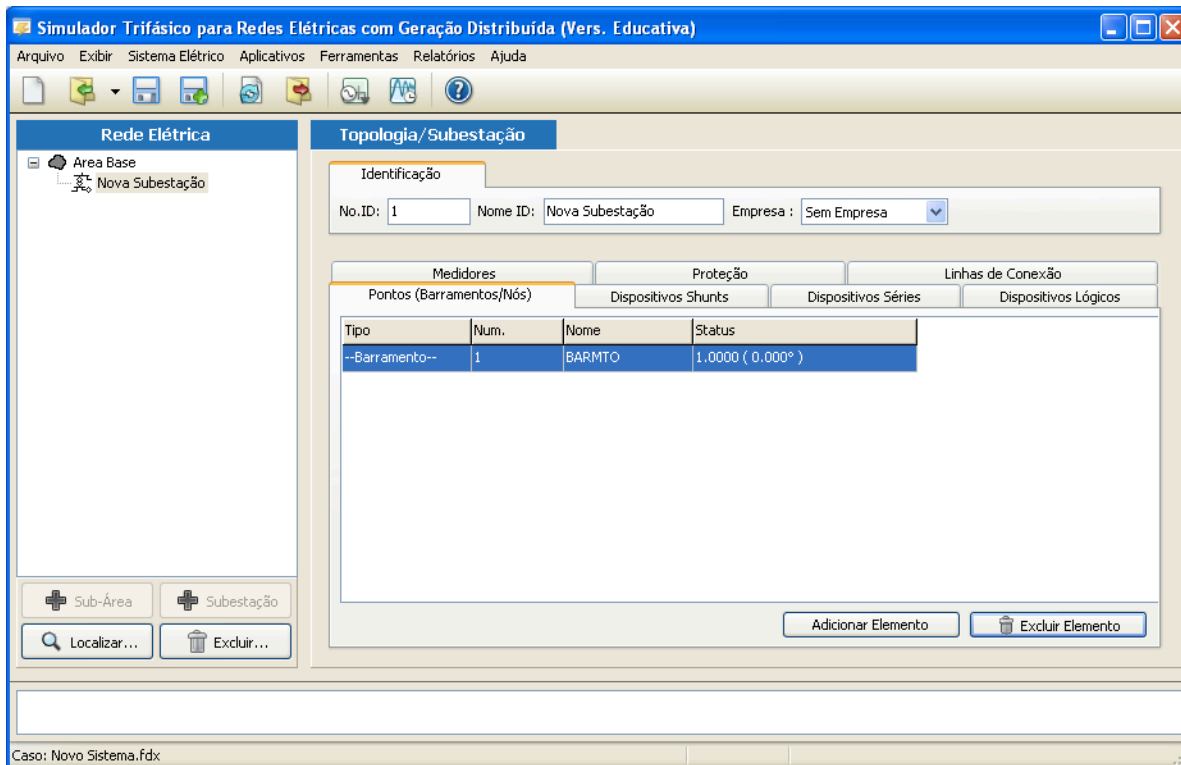 Simulador Trifásico para Redes Elétricas com Geração Distribuída (Vers. Educativa)
Arquivo Exibir Sistema Elétrico Aplicativos Ferramentas Relatórios Ajuda
Rede Elétrica
Area Base
Nova Subestação
Sub-Área Subestação
Localizar... Excluir...
Topologia/Subestação
Identificação
No.ID: 1 Nome ID: Nova Subestação Empresa : Sem Empresa
Medidores Proteção Linhas de Conexão
Pontos (Barramentos/Nós) Dispositivos Shunts Dispositivos Séries Dispositivos Lógicos
Tipo Num. Nome Status
--Barramento-- 1 BARMTO 1.0000 ( 0.000° )
Adicionar Elemento Excluir Elemento
Caso: Novo Sistema.fdx